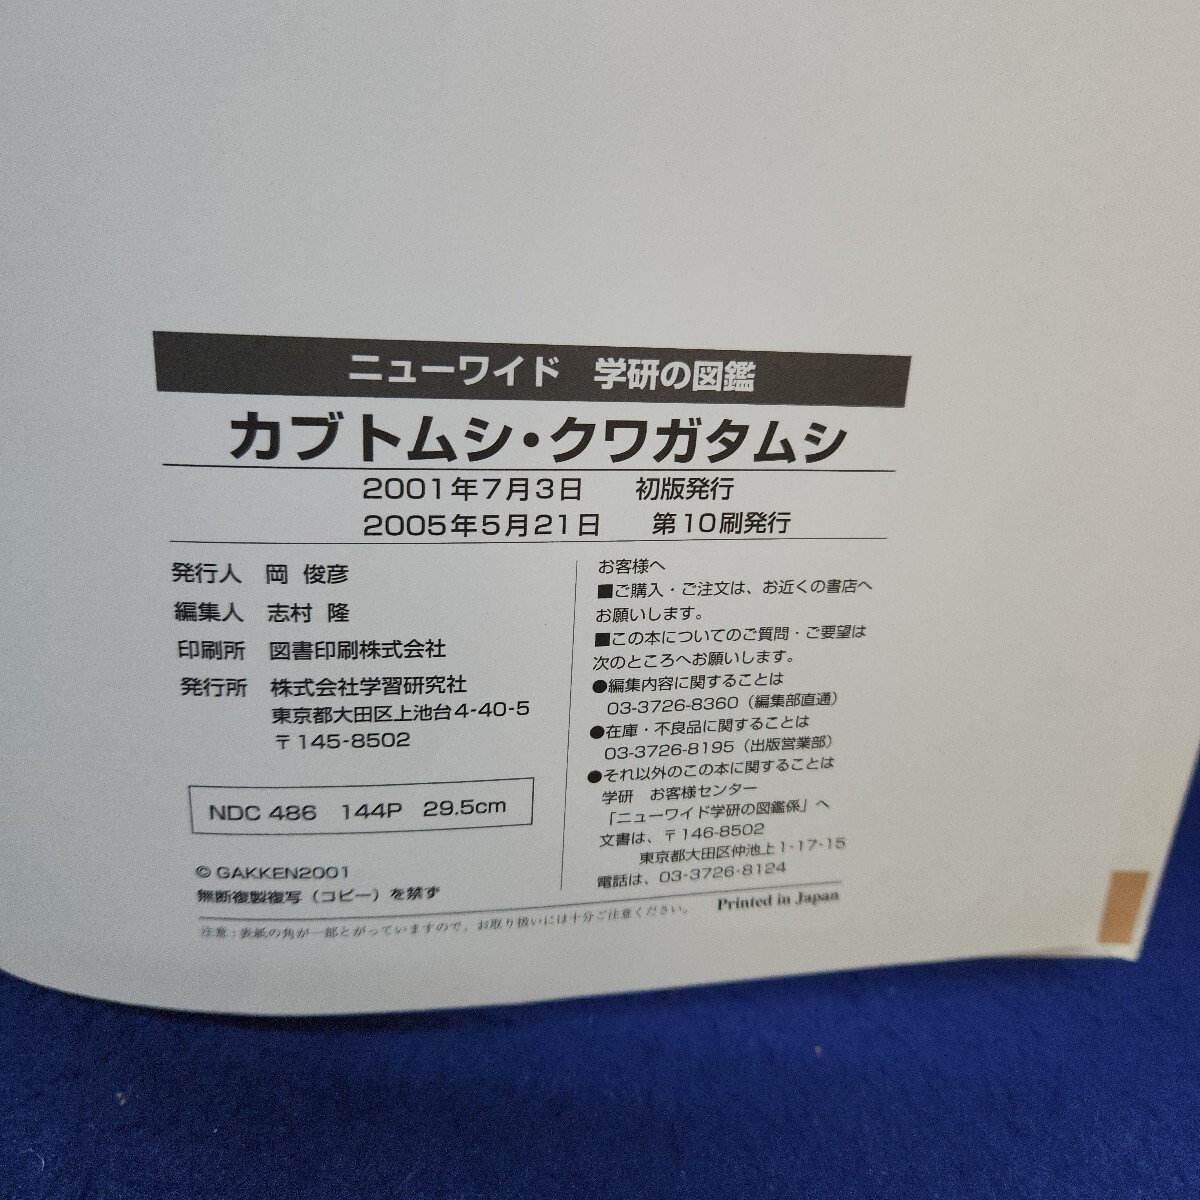 ニューワイド 学研の図鑑
カブトムシ・クワガタムシ
2001年7月3日 初版発行
2005年5月21日 第10刷発行
発行人 岡 俊彦
編集人 志村 隆
印刷所 図書印刷株式会社
発行所 株式会社学習研究社
東京都大田区上池台4-40-5
〒145-8502
NDC 486 144P 29.5cm
© GAKKEN2001
無断複製複写（コピー）を禁ず
お客様へ
■ご購入・ご注文は、お近くの書店へ
お願いします。
■この本についてのご質問・ご要望は
次のところへお願いします。
●編集内容に関することは
03-3726-8360（編集部直通）
●在庫・不良品に関することは
03-3726-8195（出版営業部）
●それ以外のこの本に関することは
学研 お客様センター
「ニューワイド学研の図鑑係」へ
文書は、〒146-8502
東京都大田区仲池上1-17-15
電話は、03-3726-8124
注意：表紙の角が一部とがっていますので、お取り扱いには十分ご注意ください。 Printed in Japan